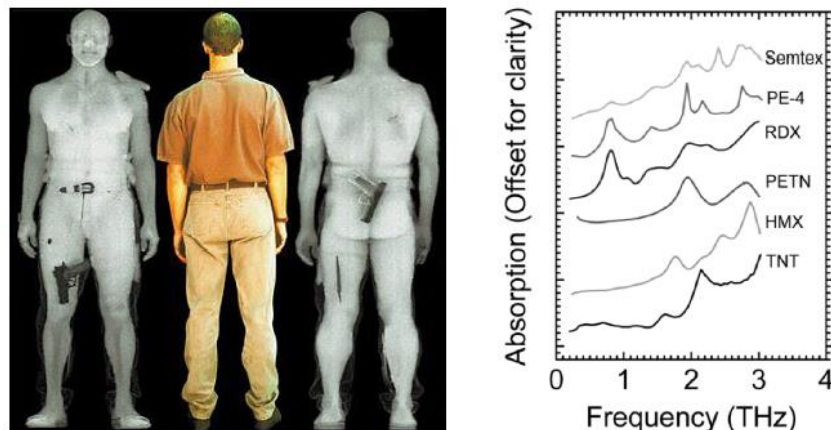 Semtex
PE-4
RDX
PETN
HMX
TNT
Absorption (Offset for clarity)
0 1 2 3 4
Frequency (THz)